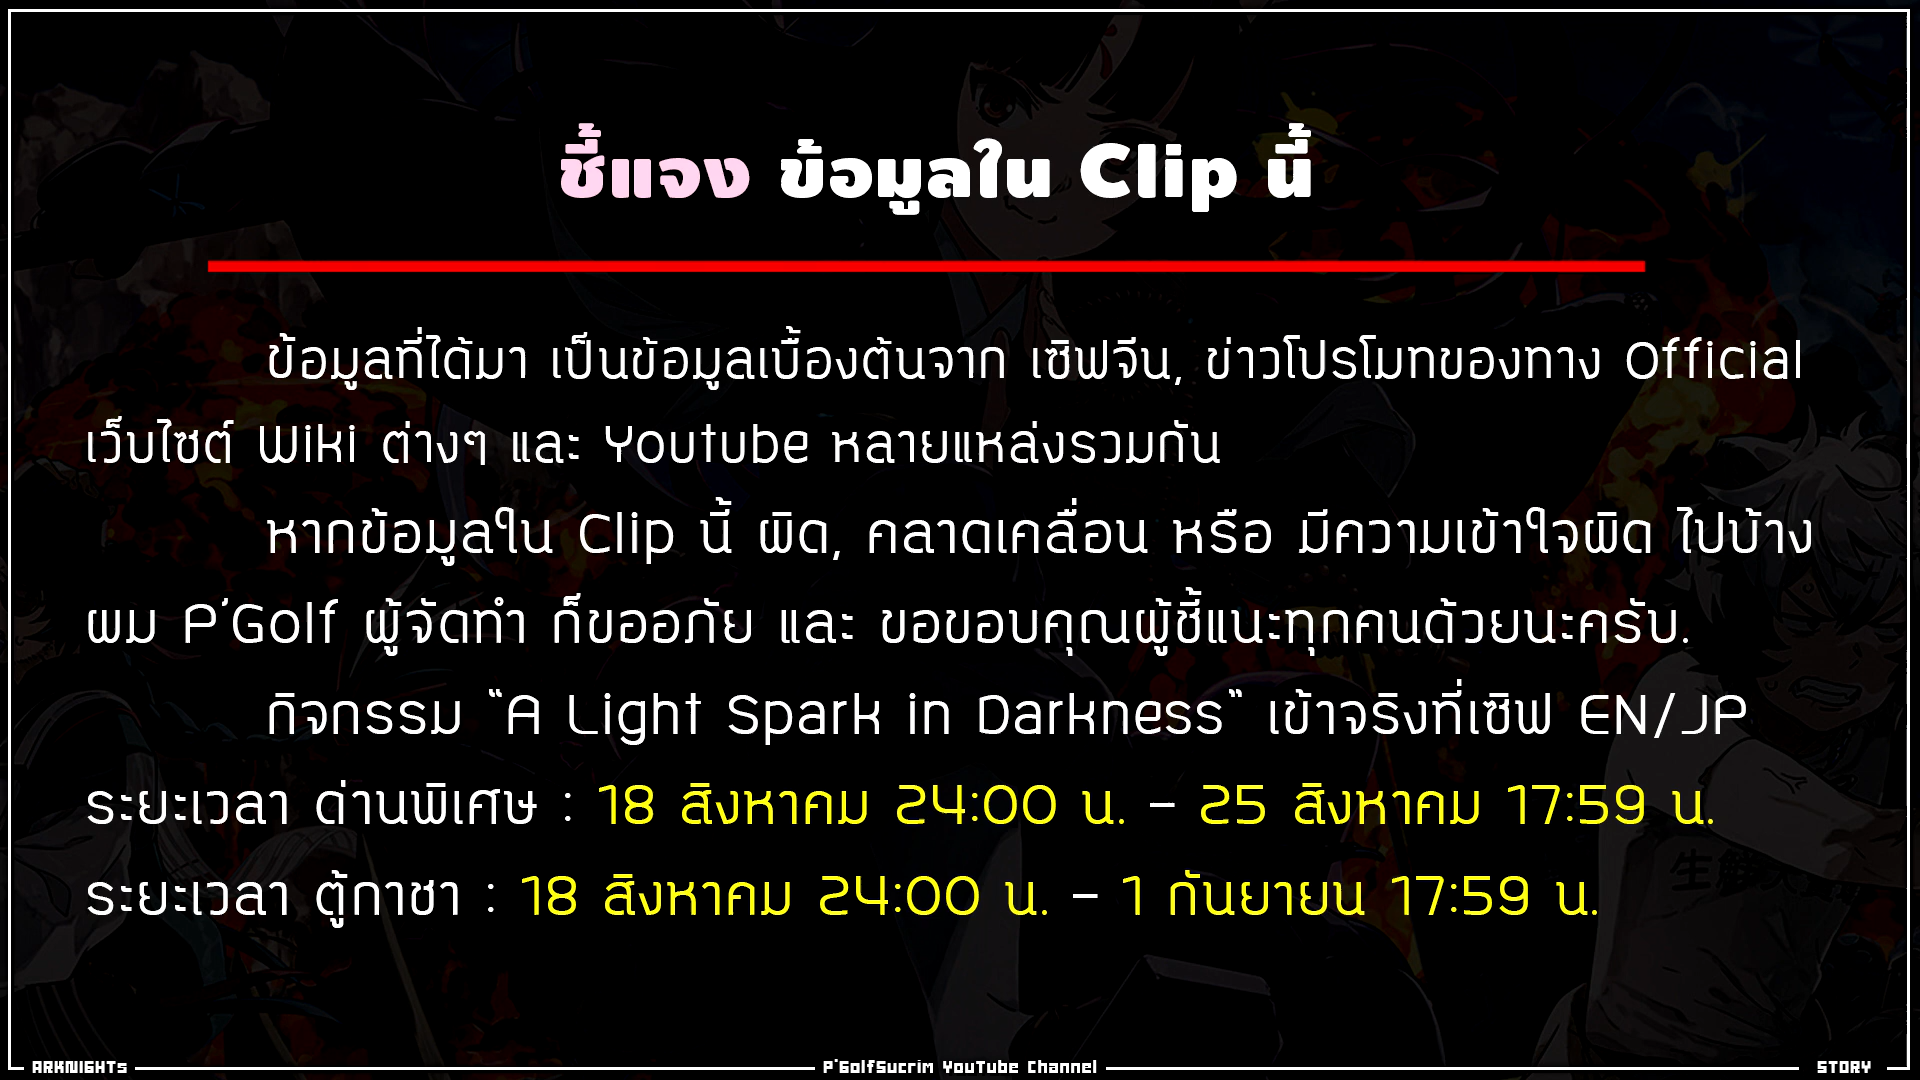 ชี้แจง ข้อมูลใน Clip นี้
ข้อมูลที่ได้มา เป็นข้อมูลเบื้องต้นจาก เซิฟจีน, ข่าวโปรโมทของทาง Official
เว็บไซต์ Wiki ต่างๆ และ Youtube หลายแหล่งรวมกัน
หากข้อมูลใน Clip นี้ ผิด, คลาดเคลื่อน หรือ มีความเข้าใจผิด ไปบ้าง
ผม P'Golf ผู้จัดทำ ก็ขออภัย และ ขอขอบคุณผู้ชี้แนะทุกคนด้วยนะครับ.
กิจกรรม "A Light Spark in Darkness" เข้าจริงที่เซิฟ EN/JP
ระยะเวลา ด่านพิเศษ : 18 สิงหาคม 24:00 น. - 25 สิงหาคม 17:59 น.
ระยะเวลา ตู้กาชา : 18 สิงหาคม 24:00 น. - 1 กันยายน 17:59 น.
ARKNIGHTS
P'GolfSucrim YouTube Channel
STORY